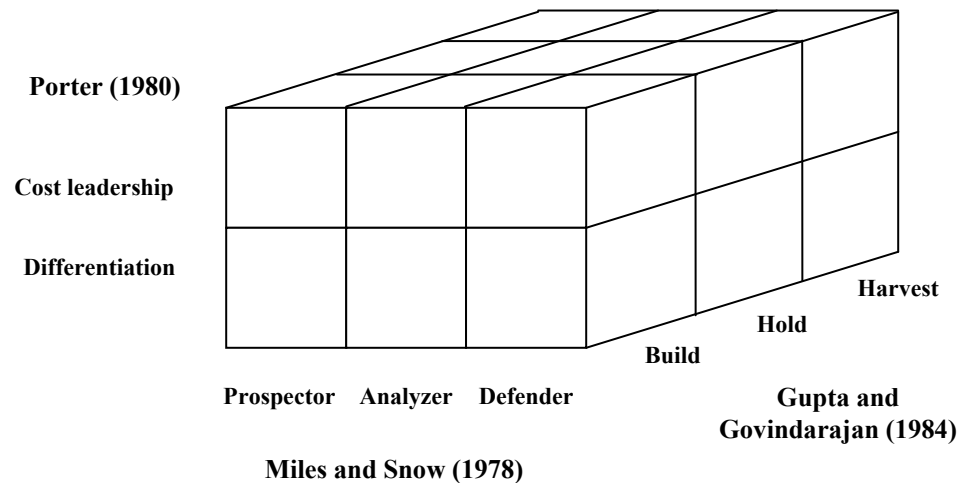 Porter (1980)
Cost leadership
Differentiation
Harvest
Hold
Build
Prospector Analyzer Defender
Gupta and
Govindarajan (1984)
Miles and Snow (1978)